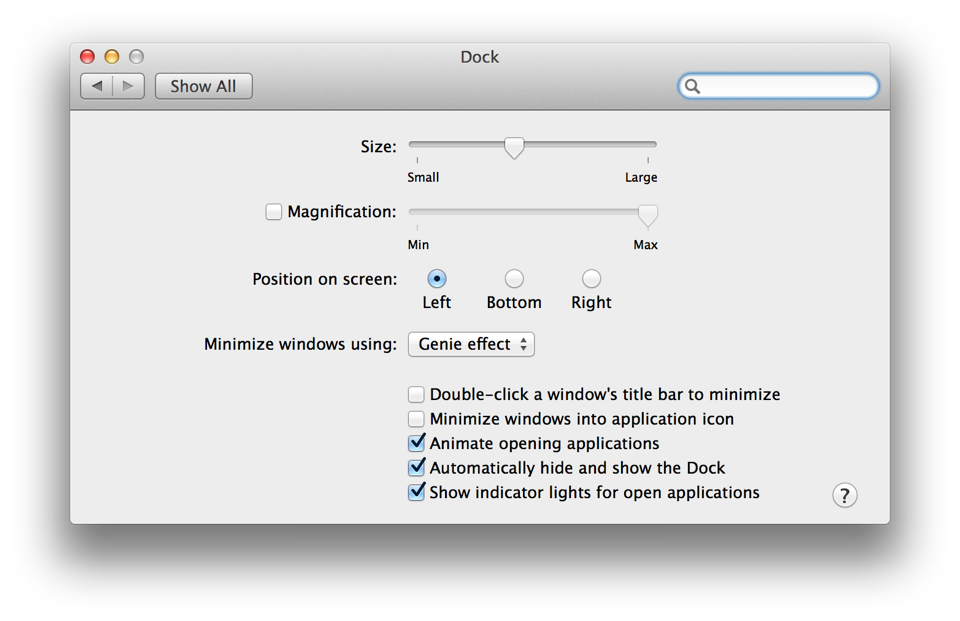 Dock
Show All
Size:
Small Large
Magnification:
Min Max
Position on screen:
Left Bottom Right
Minimize windows using: Genie effect
Double-click a window's title bar to minimize
Minimize windows into application icon
Animate opening applications
Automatically hide and show the Dock
Show indicator lights for open applications
?